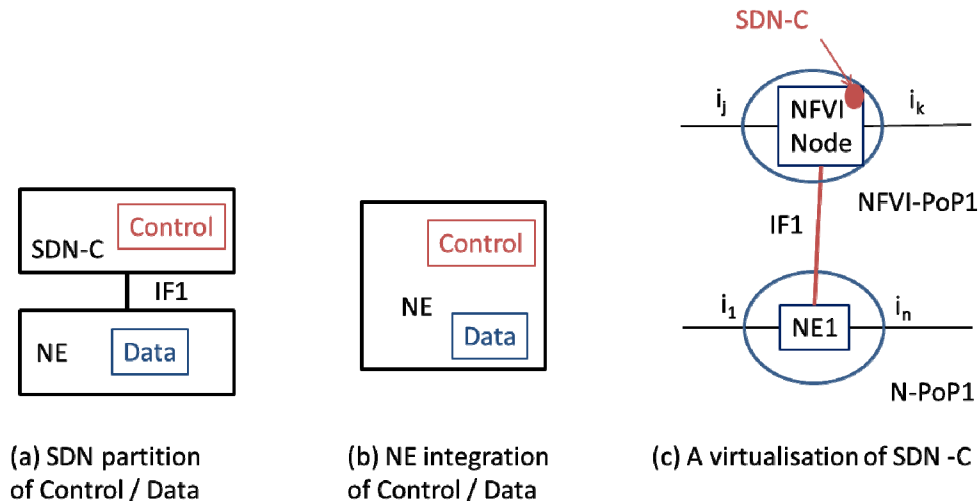 Control
SDN-C
IF1
NE
Data
(a) SDN partition
of Control / Data
Control
NE
Data
(b) NE integration
of Control / Data
SDN-C
ij
NFVI
Node
ik
NFVI-PoP1
IF1
i1
NE1
in
N-PoP1
(c) A virtualisation of SDN -C